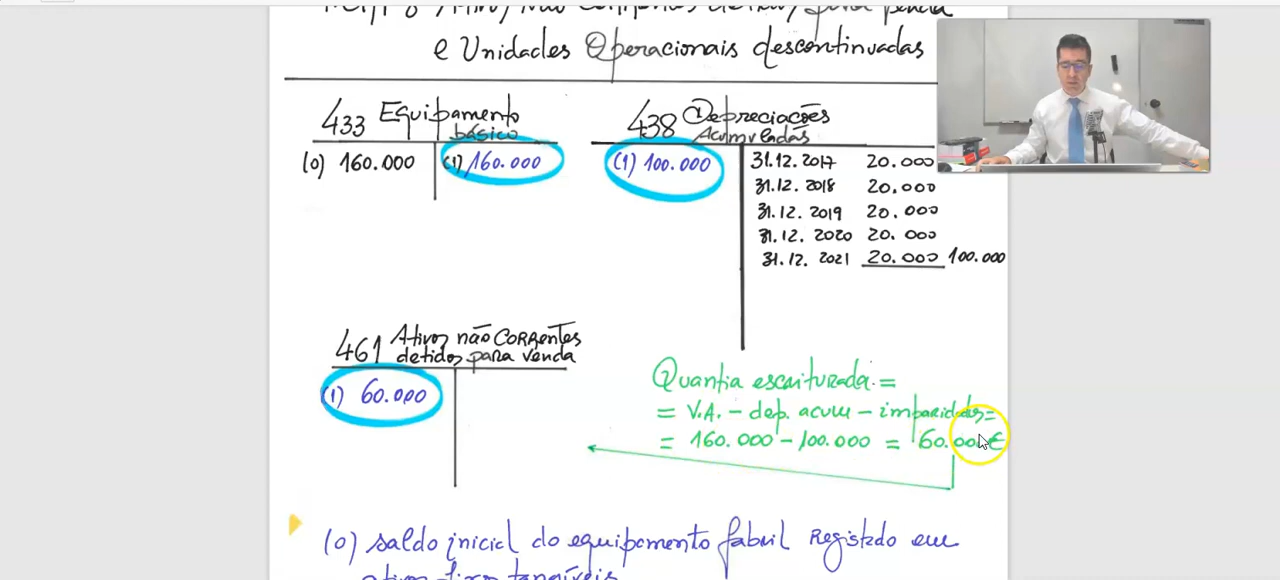 e Unidades Operacionais descontinuadas
433 Equipamento básico
(0) 160.000 (1) 160.000
438 Depreciações Acumuladas
(1) 100.000
31.12.2017 20.000
31.12.2018 20.000
31.12.2019 20.000
31.12.2020 20.000
31.12.2021 20.000 100.000
461 Ativos não CORRENTES
detidos para venda
(1) 60.000
Quantia escriturada =
= V.A. - dep. acum - imparidades =
= 160.000 - 100.000 = 60.000€
(0) saldo inicial do equipamento fabril Registado em